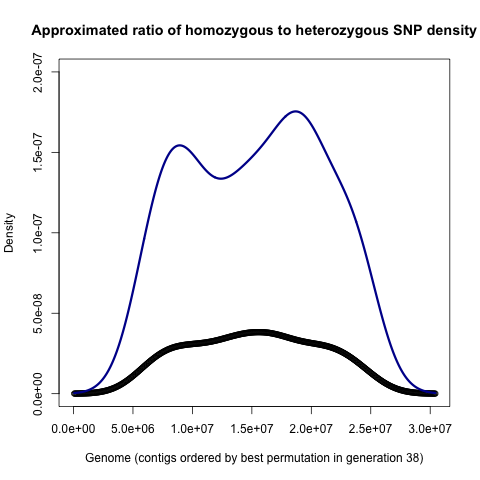 Approximated ratio of homozygous to heterozygous SNP density
Density
2.0e-07
1.5e-07
1.0e-07
5.0e-08
0.0e+00
0.0e+00 5.0e+06 1.0e+07 1.5e+07 2.0e+07 2.5e+07 3.0e+07
Genome (contigs ordered by best permutation in generation 38)